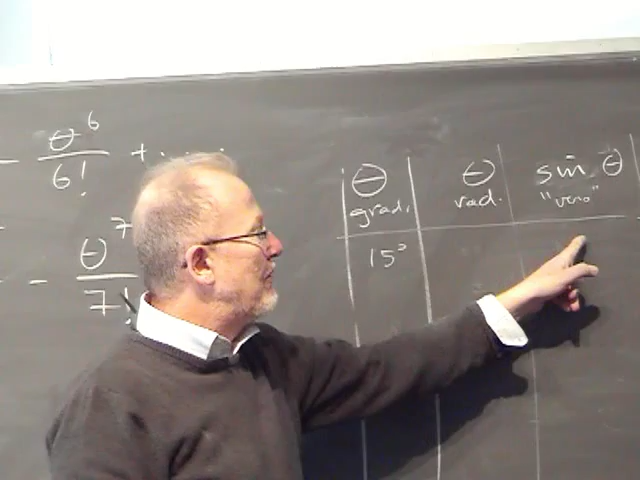 - θ⁶/6! + ....
- θ⁷/7!
θ grad. θ rad. sin θ "vero"
15°